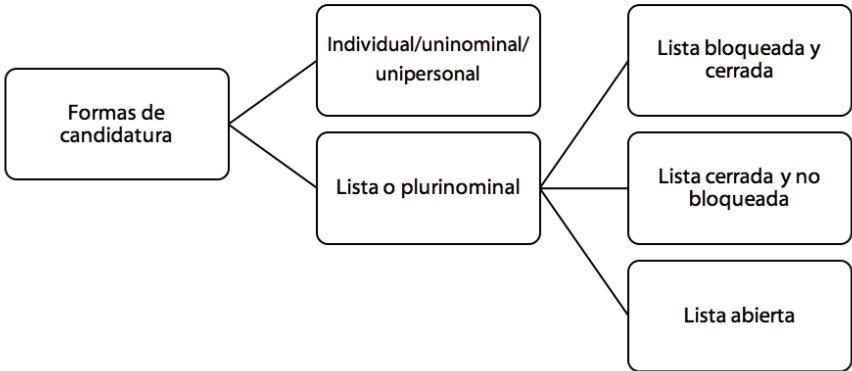 Formas de
candidatura
Individual/uninominal/
unipersonal
Lista o plurinominal
Lista bloqueada y
cerrada
Lista cerrada y no
bloqueada
Lista abierta